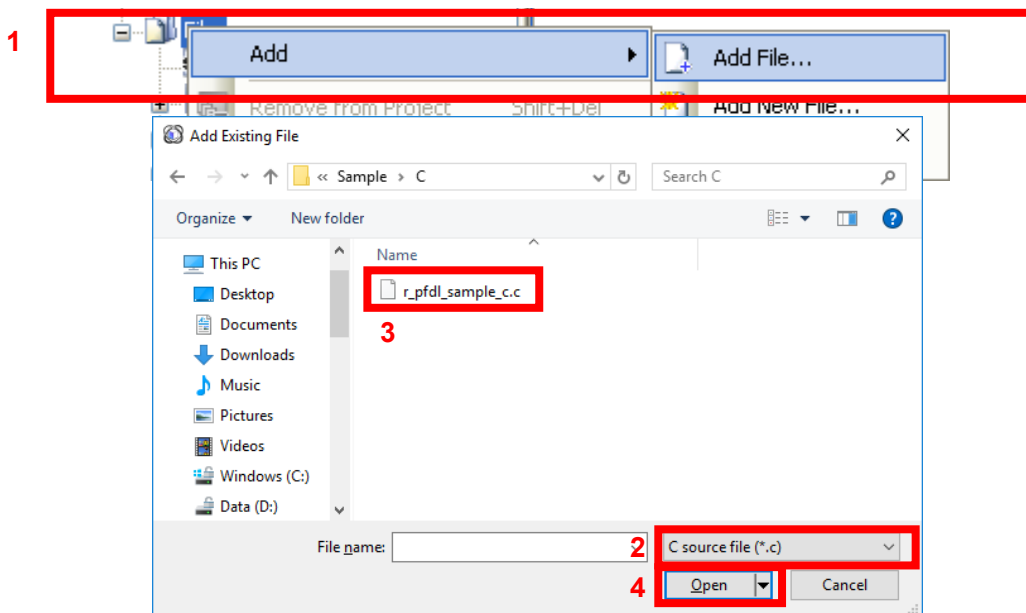 1
Add
Add File...
Remove from Project Shift+Del
Add New File...
Add Existing File
« Sample › C
Search C
Organize
New folder
This PC
Name
Desktop
r_pfdl_sample_c.c
3
Documents
Downloads
Music
Pictures
Videos
Windows (C:)
Data (D:)
File name:
2
C source file (*.c)
4
Open
Cancel